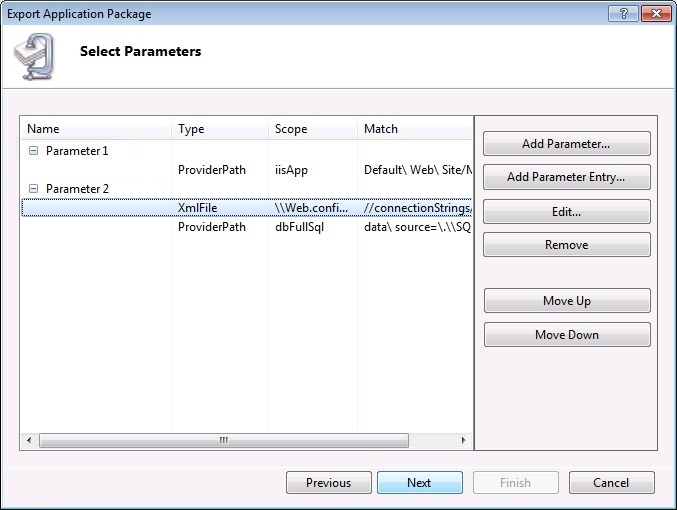 Export Application Package
Select Parameters
Name Type Scope Match
Parameter 1
ProviderPath iisApp Default\ Web\ Site/M
Parameter 2
XmlFile \\Web.confi... //connectionStrings/
ProviderPath dbFullSql data\ source=\.\\SQ
Add Parameter...
Add Parameter Entry...
Edit...
Remove
Move Up
Move Down
Previous Next Finish Cancel